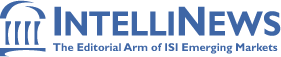 INTELLINEWS
The Editorial Arm of ISI Emerging Markets